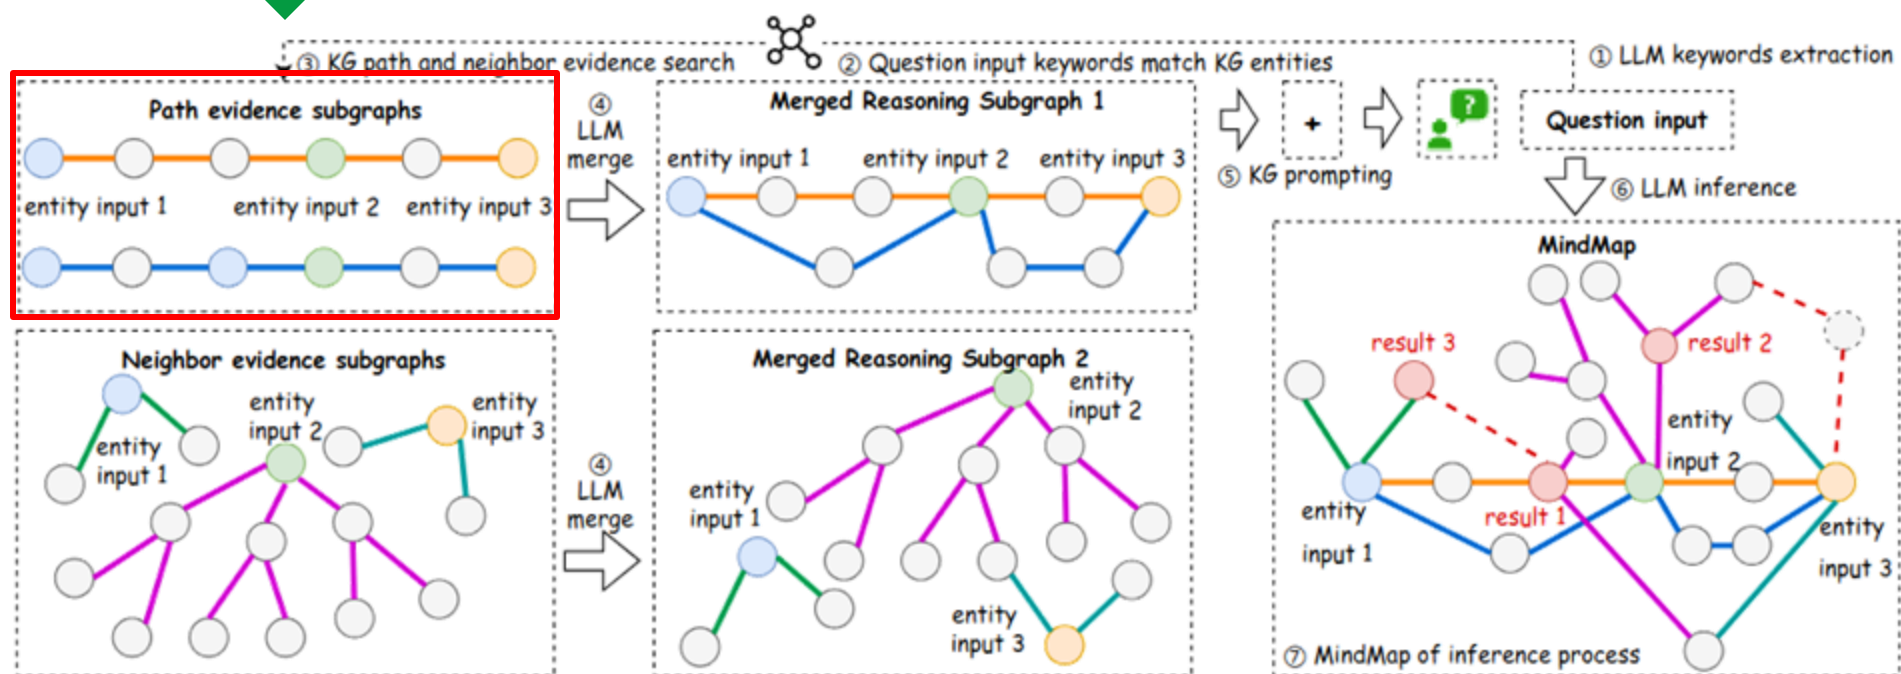 ③ KG path and neighbor evidence search
② Question input keywords match KG entities
① LLM keywords extraction
Path evidence subgraphs
entity input 1
entity input 2
entity input 3
④
LLM
merge
Merged Reasoning Subgraph 1
entity input 1
entity input 2
entity input 3
+
?
⑤ KG prompting
Question input
⑥ LLM inference
Neighbor evidence subgraphs
entity
input 1
entity
input 2
entity
input 3
④
LLM
merge
Merged Reasoning Subgraph 2
entity
input 2
entity
input 1
entity
input 3
MindMap
result 3
result 2
entity
input 2
result 1
entity
input 1
entity
input 3
⑦ MindMap of inference process